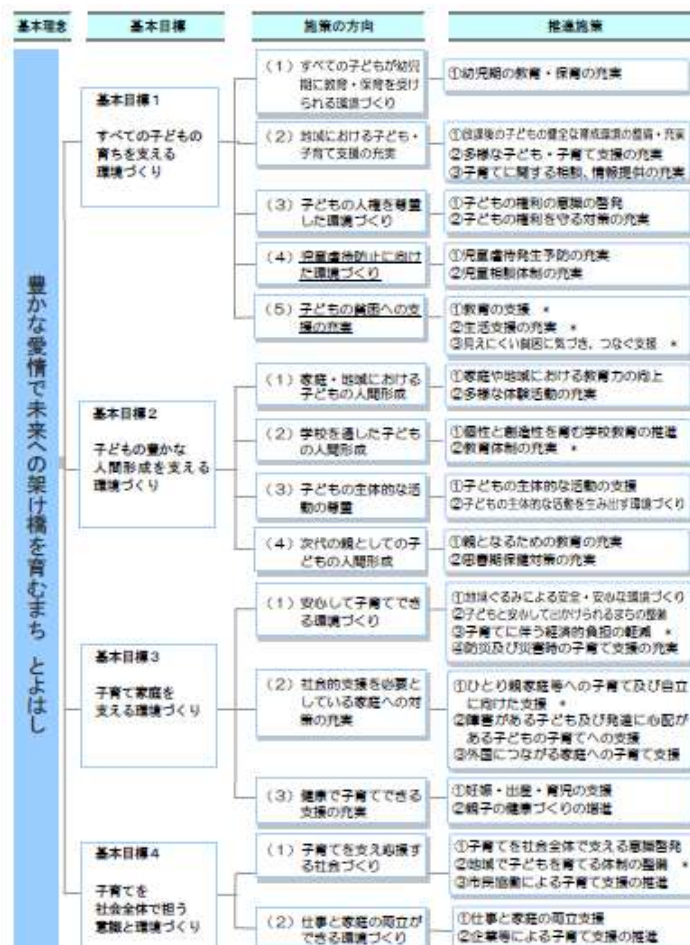 基本理念
基本目標
施策の方向
推進施策
豊かな愛情で未来への架け橋を育むまち　とよはし
基本目標1
すべての子どもの
育ちを支える
環境づくり
(1) すべての子どもが幼児
期に教育・保育を受け
られる環境づくり
①幼児期の教育・保育の充実
(2) 地域における子ども・
子育て支援の充実
①放課後の子どもの健全な育成環境の整備・充実
②多様な子ども・子育て支援の充実
③子育てに関する相談、情報提供の充実
(3) 子どもの人権を尊重
した環境づくり
①子どもの権利の意識の啓発
②子どもの権利を守る対策の充実
(4) 児童虐待防止に向け
た環境づくり
①児童虐待発生予防の充実
②児童相談体制の充実
(5) 子どもの貧困への支
援の充実
①教育の支援 *
②生活支援の充実 *
③見えにくい貧困に気づき、つなぐ支援 *
基本目標2
子どもの豊かな
人間形成を支える
環境づくり
(1) 家庭・地域における
子どもの人間形成
①家庭や地域における教育力の向上
②多様な体験活動の充実
(2) 学校を通した子ども
の人間形成
①個性と創造性を育む学校教育の推進
②教育体制の充実 *
(3) 子どもの主体的な活
動の尊重
①子どもの主体的な活動の支援
②子どもの主体的な活動を生み出す環境づくり
(4) 次代の親としての子
どもの人間形成
①親となるための教育の充実
②思春期保健対策の充実
基本目標3
子育て家庭を
支える環境づくり
(1) 安心して子育てでき
る環境づくり
①地域ぐるみによる安全・安心な環境づくり
②子どもと安心して出かけられるまちの整備
③子育てに伴う経済的負担の軽減 *
④防災及び災害時の子育て支援の充実
(2) 社会的支援を必要と
している家庭への対
策の充実
①ひとり親家庭等への子育て及び自立
に向けた支援 *
②障害がある子ども及び発達に心配が
ある子どもの子育てへの支援
③外国につながる家庭への子育て支援
(3) 健康で子育てできる
支援の充実
①妊娠・出産・育児の支援
②親子の健康づくりの増進
基本目標4
子育てを
社会全体で担う
意識と環境づくり
(1) 子育てを支え応援す
る社会づくり
①子育てを社会全体で支える意識啓発
②地域で子どもを育てる体制の整備 *
③市民協働による子育て支援の推進
(2) 仕事と家庭の両立が
できる環境づくり
①仕事と家庭の両立支援
②企業等による子育て支援の推進